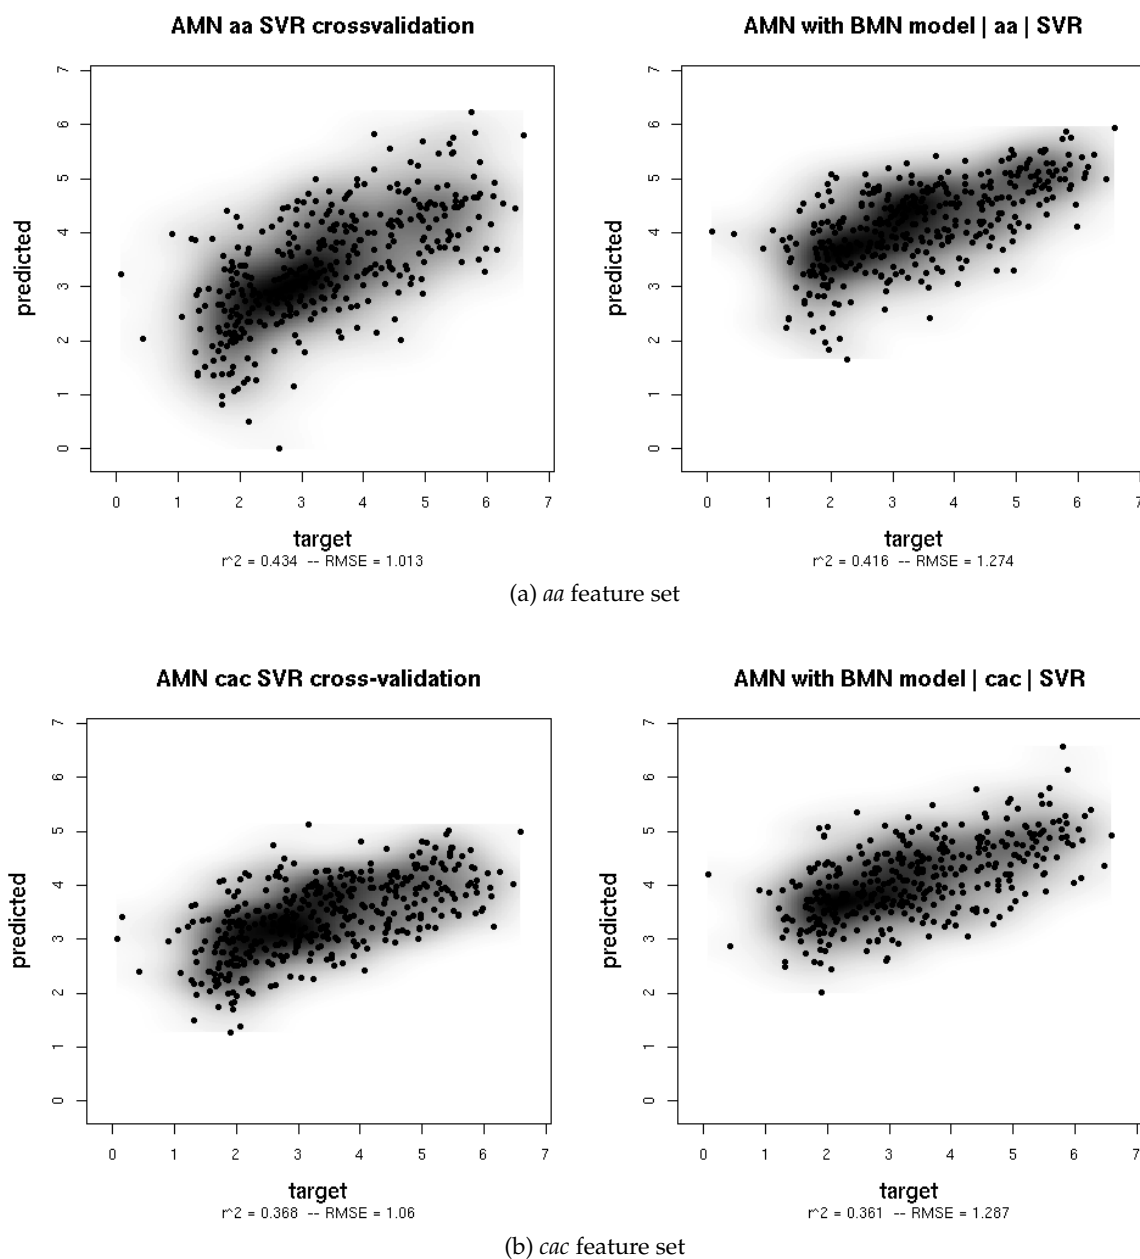 AMN aa SVR crossvalidation
AMN with BMN model | aa | SVR
predicted
7
6
5
4
3
2
1
0
0 1 2 3 4 5 6 7
target
r^2 = 0.434 -- RMSE = 1.013
predicted
7
6
5
4
3
2
1
0
0 1 2 3 4 5 6 7
target
r^2 = 0.416 -- RMSE = 1.274
(a) aa feature set
AMN cac SVR cross-validation
AMN with BMN model | cac | SVR
predicted
7
6
5
4
3
2
1
0
0 1 2 3 4 5 6 7
target
r^2 = 0.368 -- RMSE = 1.06
predicted
7
6
5
4
3
2
1
0
0 1 2 3 4 5 6 7
target
r^2 = 0.361 -- RMSE = 1.287
(b) cac feature set